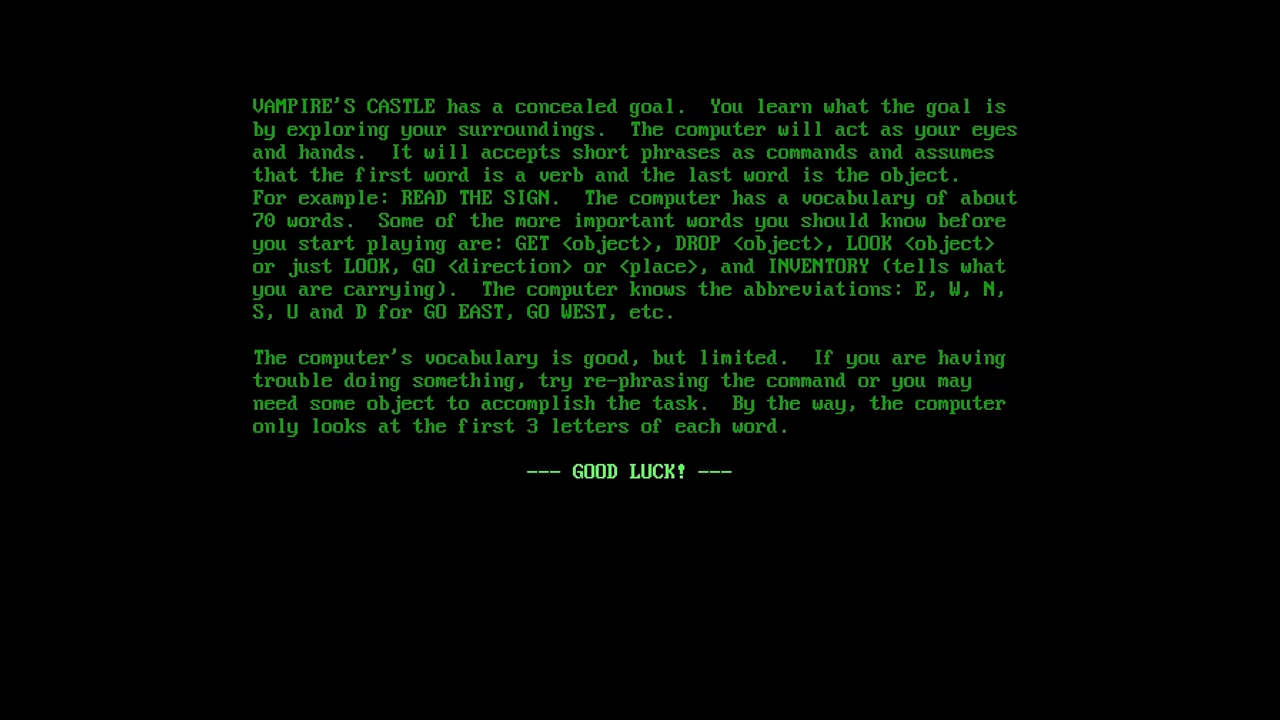 VAMPIRE'S CASTLE has a concealed goal.  You learn what the goal is
by exploring your surroundings.  The computer will act as your eyes
and hands.  It will accepts short phrases as commands and assumes
that the first word is a verb and the last word is the object.
For example: READ THE SIGN.  The computer has a vocabulary of about
70 words.  Some of the more important words you should know before
you start playing are: GET <object>, DROP <object>, LOOK <object>
or just LOOK, GO <direction> or <place>, and INVENTORY (tells what
you are carrying).  The computer knows the abbreviations: E, W, N,
S, U and D for GO EAST, GO WEST, etc.
The computer's vocabulary is good, but limited.  If you are having
trouble doing something, try re-phrasing the command or you may
need some object to accomplish the task.  By the way, the computer
only looks at the first 3 letters of each word.
--- GOOD LUCK! ---